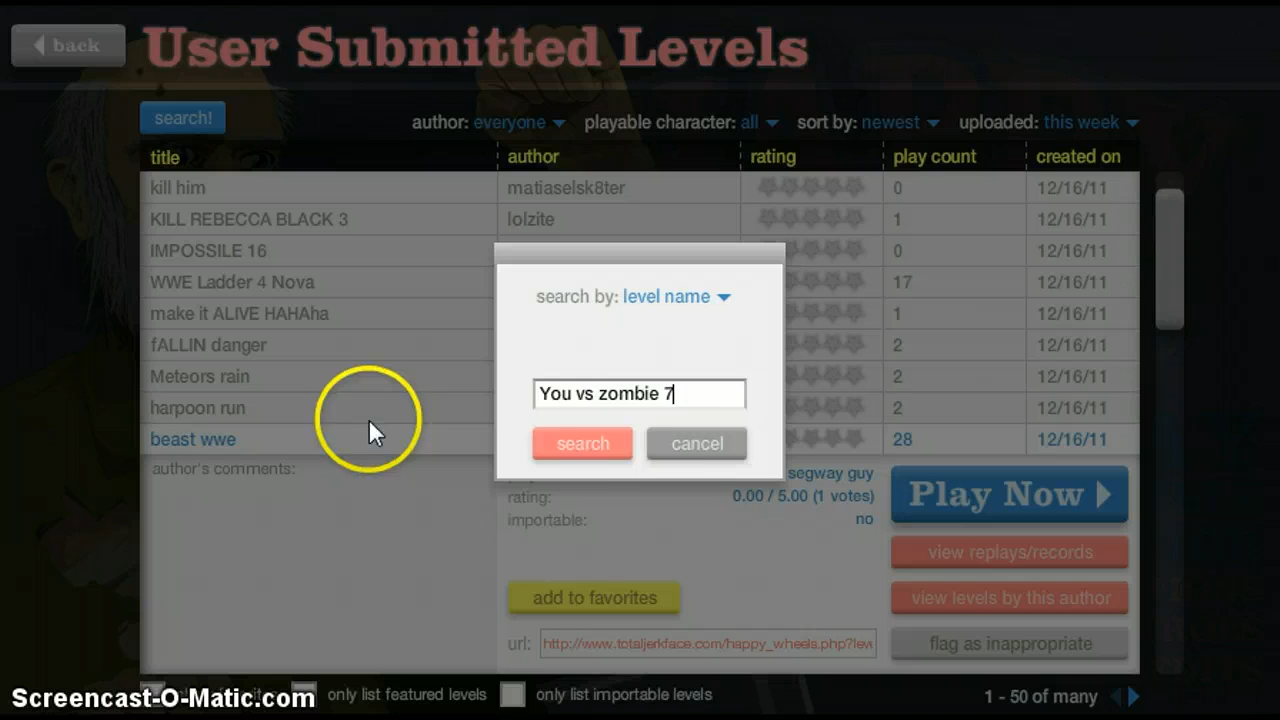 back
User Submitted Levels
search!
author: everyone
playable character: all
sort by: newest
uploaded: this week
title author rating play count created on
kill him matiaselsk8ter 0 12/16/11
KILL REBECCA BLACK 3 lolzite 1 12/16/11
IMPOSSILE 16 0 12/16/11
WWE Ladder 4 Nova 17 12/16/11
make it ALIVE HAHAha 1 12/16/11
fALLIN danger 2 12/16/11
Meteors rain 2 12/16/11
harpoon run 2 12/16/11
beast wwe 28 12/16/11
search by: level name
You vs zombie 7
search cancel
author's comments:
segway guy
rating: 0.00 / 5.00 (1 votes)
importable: no
add to favorites
url: http://www.totaljerkface.com/happy_wheels.php?lev
Play Now
view replays/records
view levels by this author
flag as inappropriate
only list featured levels
only list importable levels
1 - 50 of many
Screencast-O-Matic.com